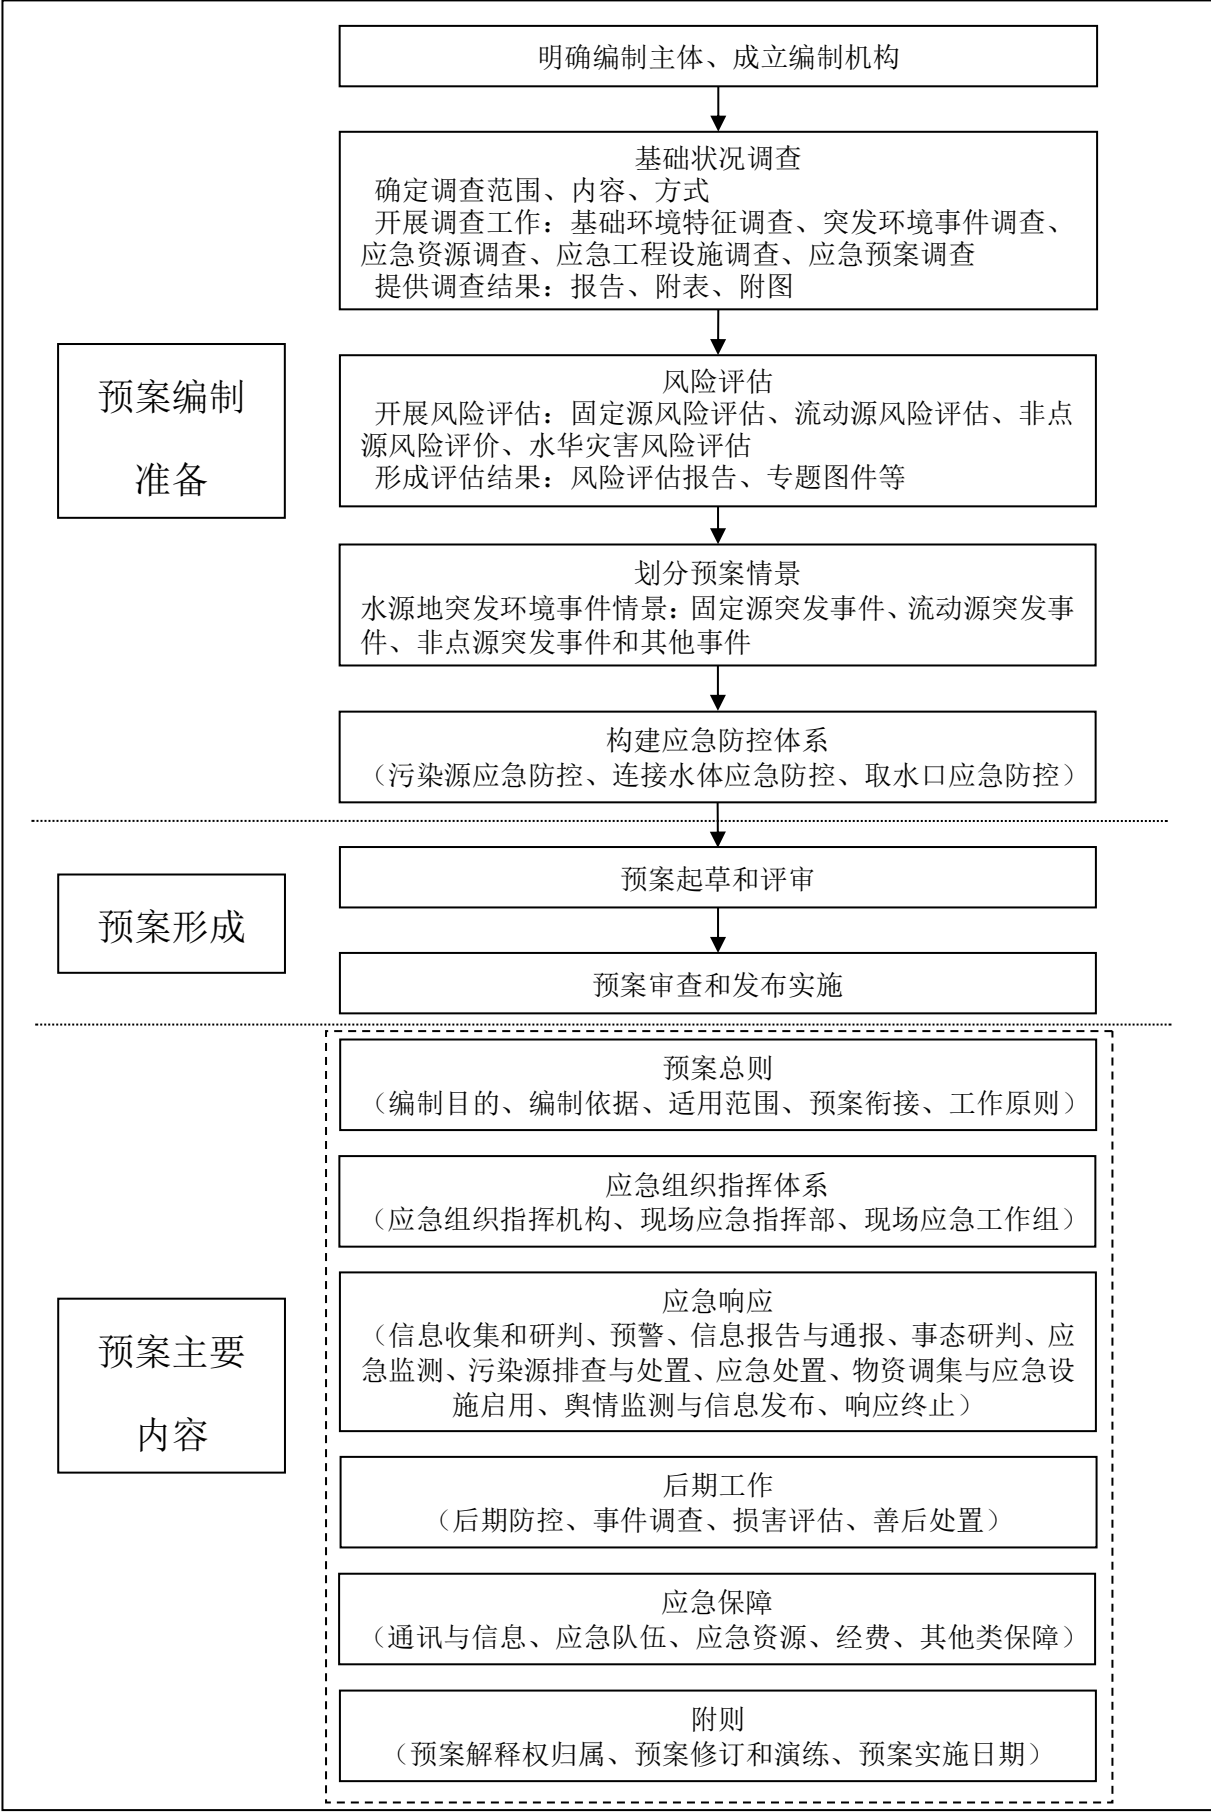 明确编制主体、成立编制机构
基础状况调查
确定调查范围、内容、方式
开展调查工作：基础环境特征调查、突发环境事件调查、
应急资源调查、应急工程设施调查、应急预案调查
提供调查结果：报告、附表、附图
预案编制
准备
风险评估
开展风险评估：固定源风险评估、流动源风险评估、非点
源风险评价、水华灾害风险评估
形成评估结果：风险评估报告、专题图件等
划分预案情景
水源地突发环境事件情景：固定源突发事件、流动源突发事
件、非点源突发事件和其他事件
构建应急防控体系
（污染源应急防控、连接水体应急防控、取水口应急防控）
预案形成
预案起草和评审
预案审查和发布实施
预案总则
（编制目的、编制依据、适用范围、预案衔接、工作原则）
应急组织指挥体系
（应急组织指挥机构、现场应急指挥部、现场应急工作组）
预案主要
内容
应急响应
（信息收集和研判、预警、信息报告与通报、事态研判、应
急监测、污染源排查与处置、应急处置、物资调集与应急设
施启用、舆情监测与信息发布、响应终止）
后期工作
（后期防控、事件调查、损害评估、善后处置）
应急保障
（通讯与信息、应急队伍、应急资源、经费、其他类保障）
附则
（预案解释权归属、预案修订和演练、预案实施日期）